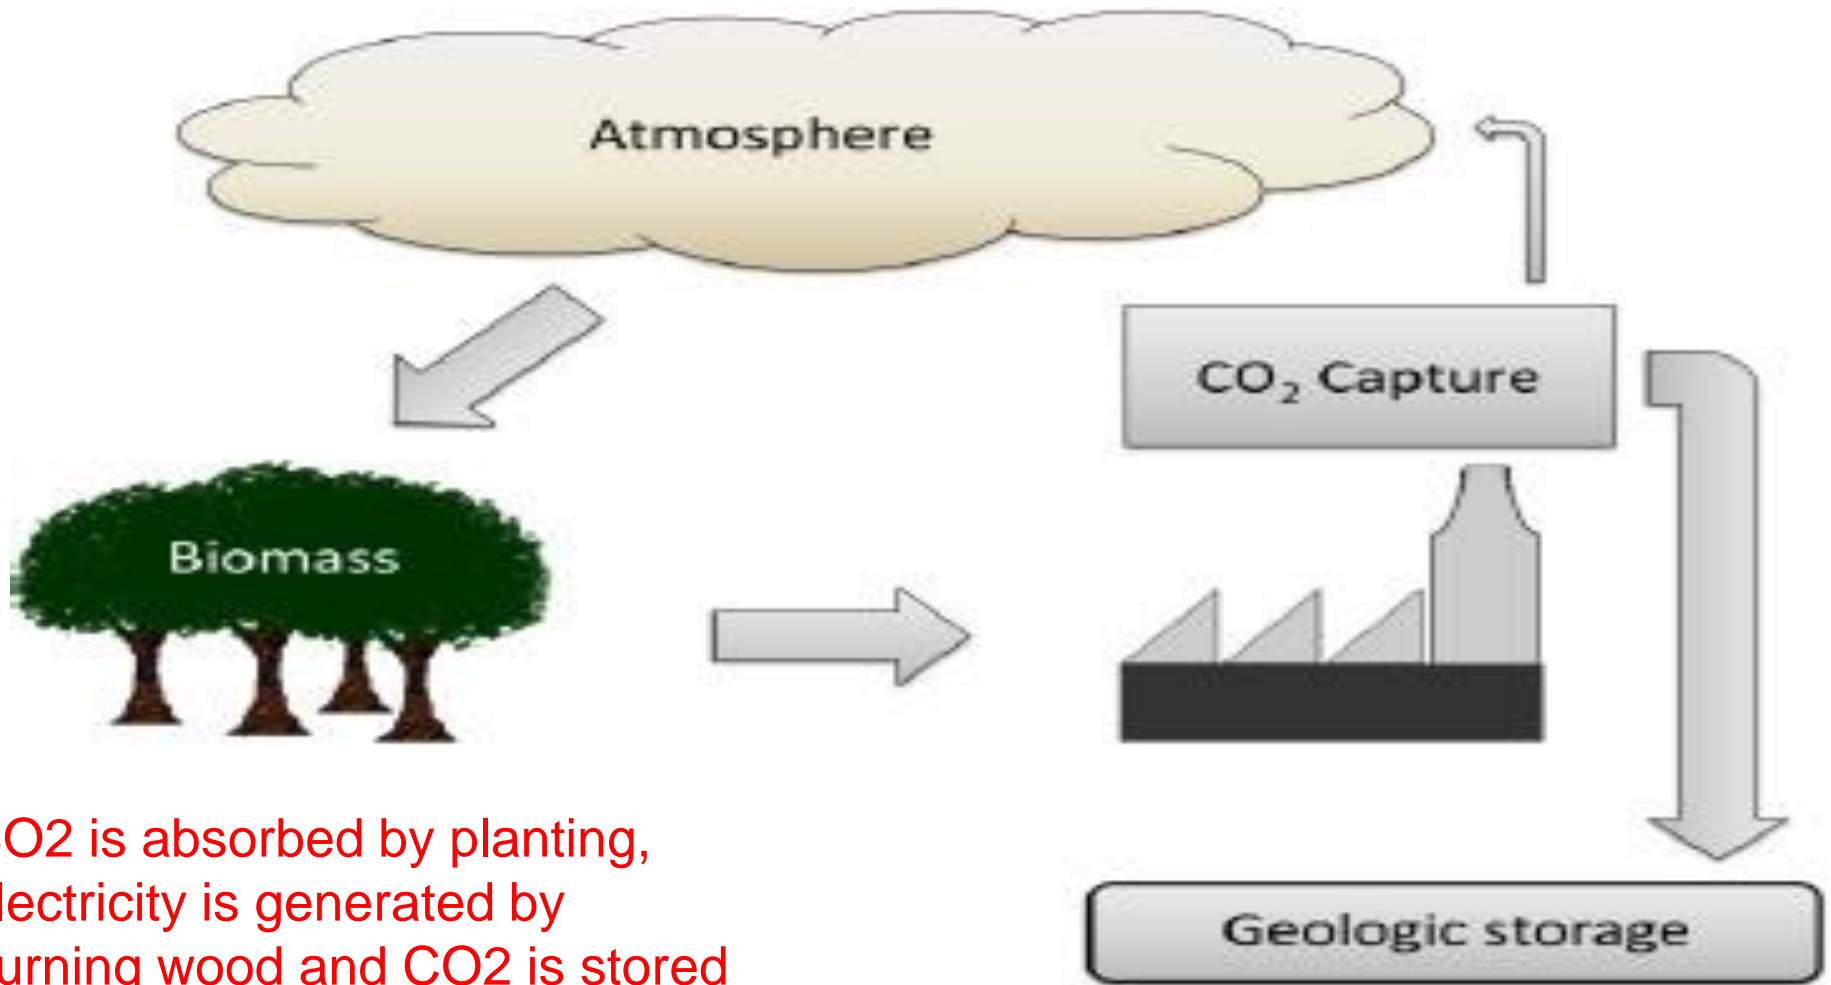 Atmosphere
CO₂ Capture
Biomass
O2 is absorbed by planting,
lectricity is generated by
urning wood and CO2 is stored
Geologic storage